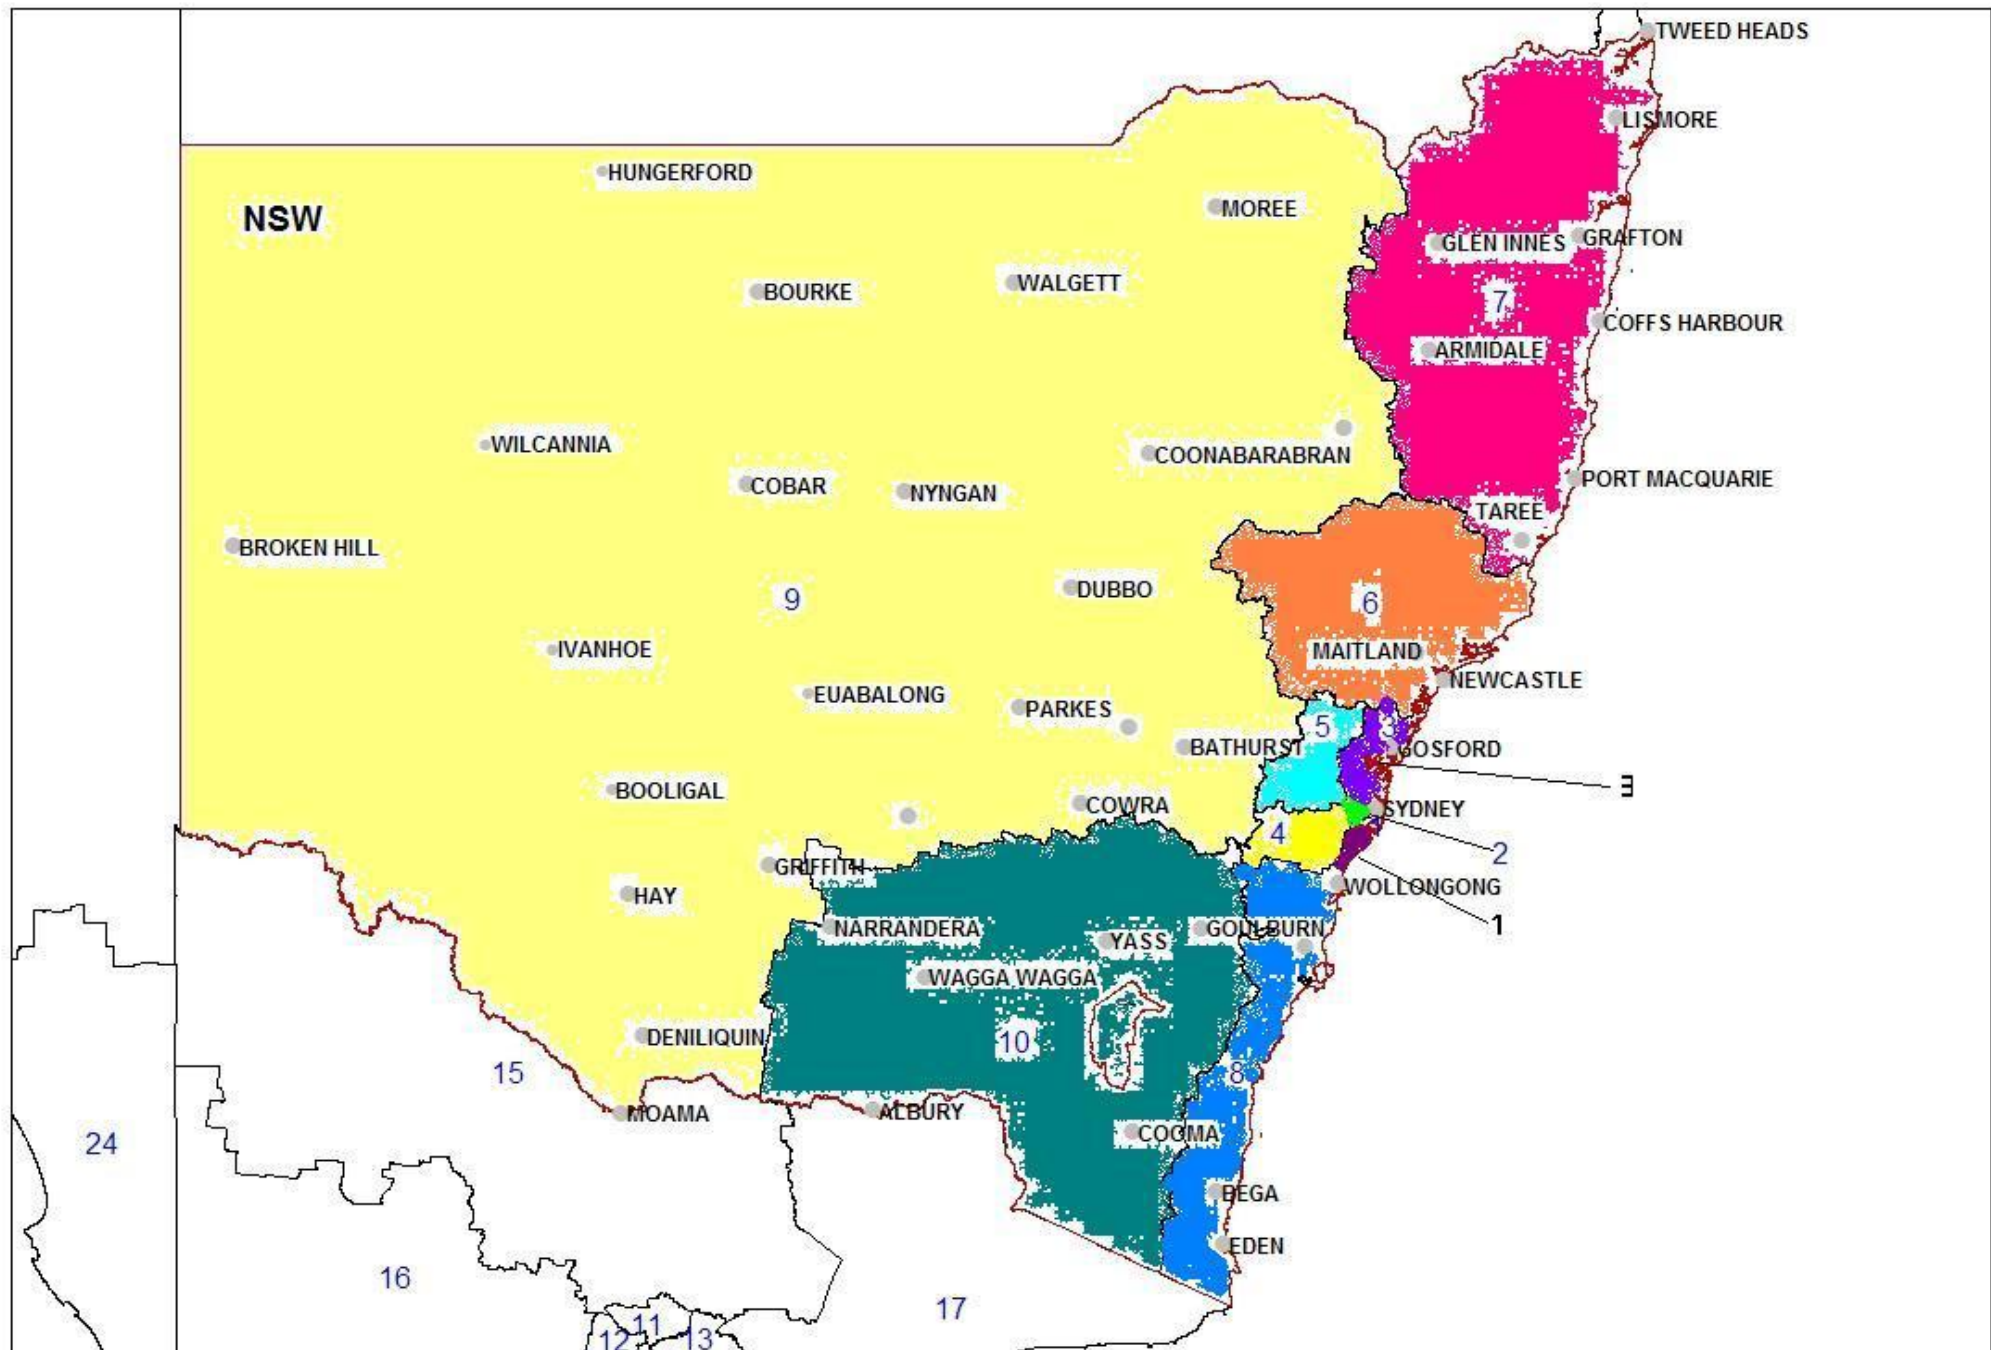 TWEED HEADS
LISMORE
HUNGERFORD
NSW
MOREE
GLEN INNES
GRAFTON
BOURKE
WALGETT
7
COFFS HARBOUR
ARMIDALE
WILCANNIA
COONABARABRAN
COBAR
NYNGAN
PORT MACQUARIE
TAREE
BROKEN HILL
DUBBO
9
6
IVANHOE
MAITLAND
NEWCASTLE
EUABALONG
PARKES
5
3
BATHURST
GOSFORD
3
BOOLIGAL
COWRA
SYDNEY
4
2
GRIFFITH
HAY
WOLLONGONG
1
NARRANDERA
YASS
GOULBURN
WAGGA WAGGA
DENILIQUIN
10
15
8
MOAMA
ALBURY
COOMA
24
BEGA
EDEN
16
17
11
12
13